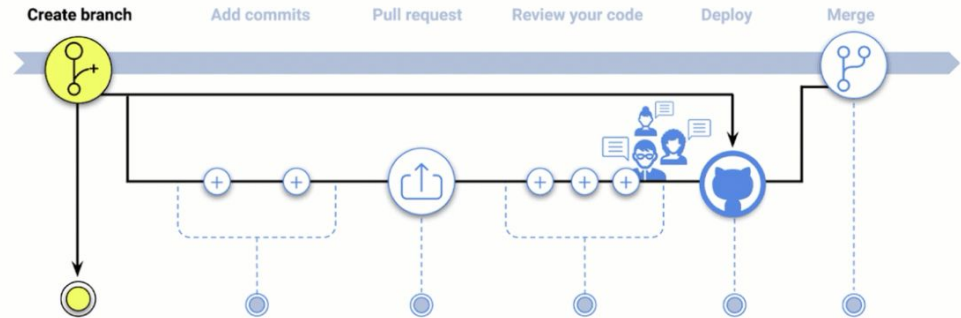 Create branch
Add commits
Pull request
Review your code
Deploy
Merge